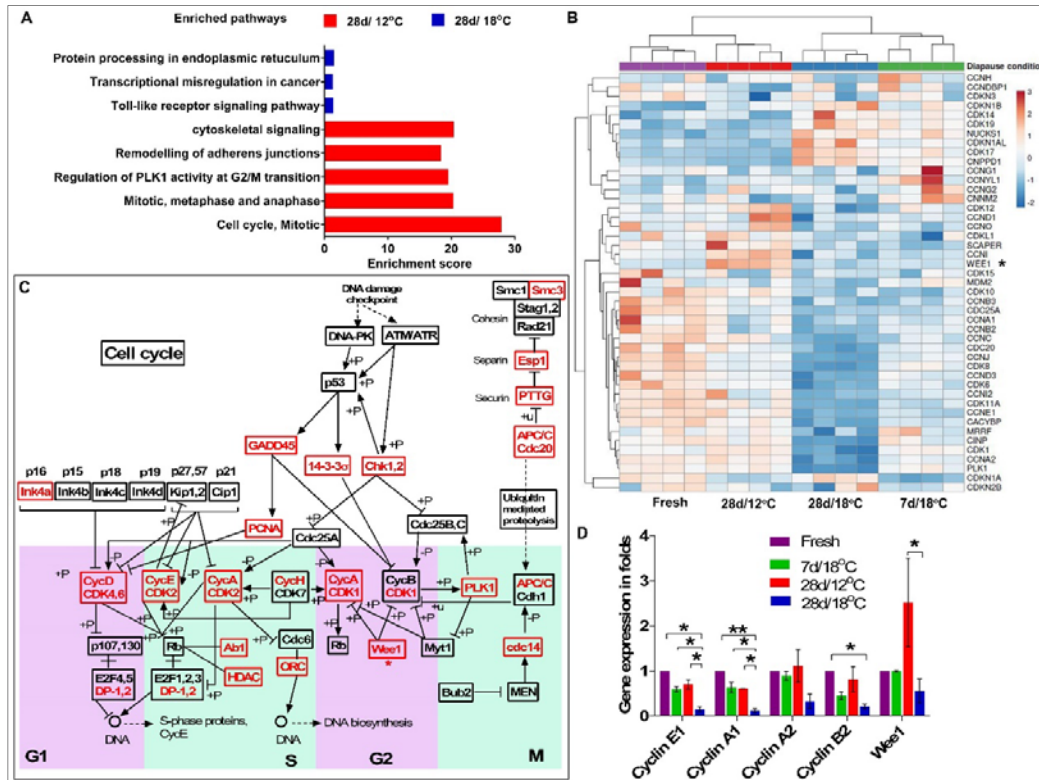 A
Enriched pathways
28d/ 12°C
28d/ 18°C
Protein processing in endoplasmic retuculum
Transcriptional misregulation in cancer
Toll-like receptor signaling pathway
cytoskeletal signaling
Remodelling of adherens junctions
Regulation of PLK1 activity at G2/M transition
Mitotic, metaphase and anaphase
Cell cycle, Mitotic
0 10 20 30
Enrichment score
B
Diapause condition
3
2
1
0
-1
-2
CCNH
CCNDBP1
CDKN3
CDKN1B
CDK14
CDK19
NUCKS1
CDKN1AL
CDK17
CNPPD1
CCNG1
CCNYL1
CCNG2
CNNM2
CDK12
CCND1
CCNO
CDKL1
SCAPER
CCNI
WEE1 *
CDK15
MDM2
CDK10
CCNB3
CDC25A
CCNA1
CCNB2
CCNC
CDC20
CCNJ
CDK8
CCND3
CDK6
CCNI2
CDK11A
CCNE1
CACYBP
MRRF
CINP
CDK1
CCNA2
PLK1
CDKN1A
CDKN2B
Fresh
28d/12°C
28d/18°C
7d/18°C
C
Cell cycle
DNA damage
checkpoint
DNA-PK
ATM/ATR
+P
p53
+P
+P
Smc1
Smc3
Cohesin
Stag1,2
Rad21
Separin
Esp1
Securin
PTTG
+u
APC/C
Cdc20
GADD45
14-3-3σ
Chk1,2
+P
p16 p15 p18 p19 p27,57 p21
Ink4a
Ink4b
Ink4c
Ink4d
Kip1,2
Cip1
PCNA
Cdc25A
Cdc25B,C
Ubiquitin
mediated
proteolysis
+P
-P
-P
-P
-P
+P
CycD
CDK4,6
CycE
CDK2
CycA
CDK2
CycH
CDK7
CycA
CDK1
CycB
CDK1
PLK1
APC/C
Cdh1
+P
+P
+P
+P
+P
+u
+P
+P
-P
p107,130
Rb
Ab1
Cdc6
Rb
Wee1
*
Myt1
cdc14
E2F4,5
DP-1,2
E2F1,2,3
DP-1,2
HDAC
+P
ORC
Bub2
MEN
DNA
S-phase proteins,
CycE
DNA
DNA biosynthesis
G1
S
G2
M
D
Gene expression in folds
4
3
2
1
0
Fresh
7d/18°C
28d/12°C
28d/18°C
*
*
*
**
*
*
*
*
Cyclin E1
Cyclin A1
Cyclin A2
Cyclin B2
Wee1